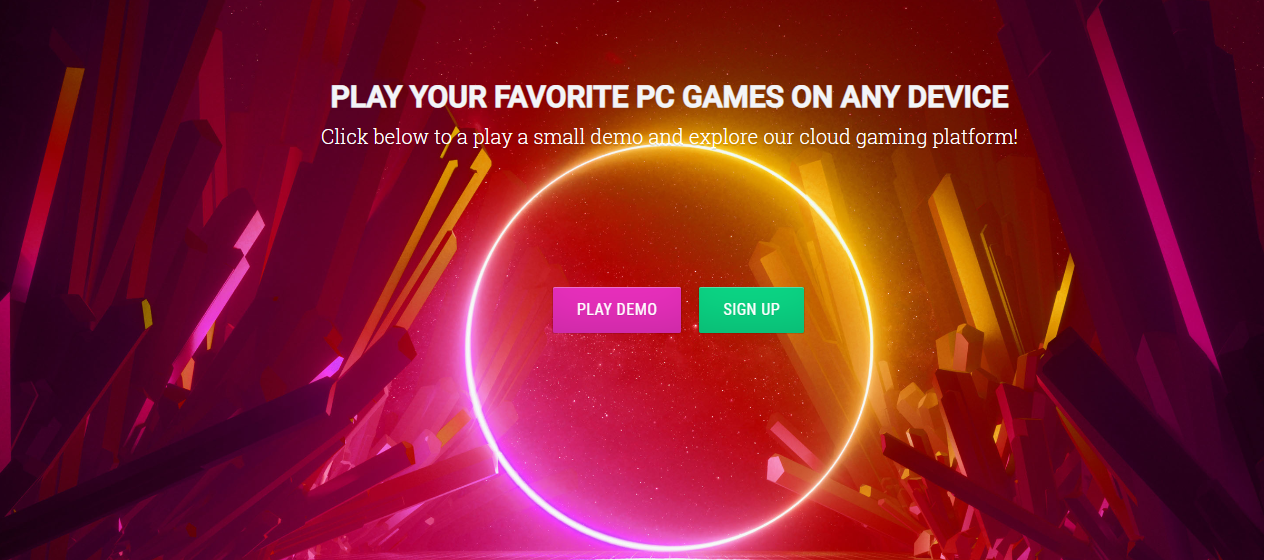 PLAY YOUR FAVORITE PC GAMES ON ANY DEVICE
Click below to a play a small demo and explore our cloud gaming platform!
PLAY DEMO
SIGN UP